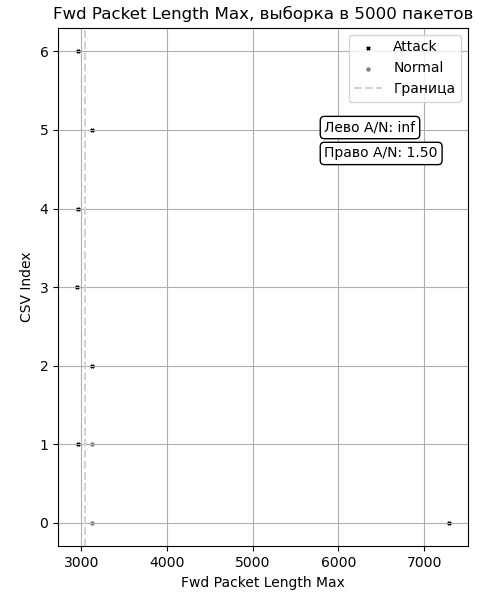 Fwd Packet Length Max, выборка в 5000 пакетов
Attack
Normal
Граница
Лево A/N: inf
Право A/N: 1.50
CSV Index
6
5
4
3
2
1
0
3000 4000 5000 6000 7000
Fwd Packet Length Max